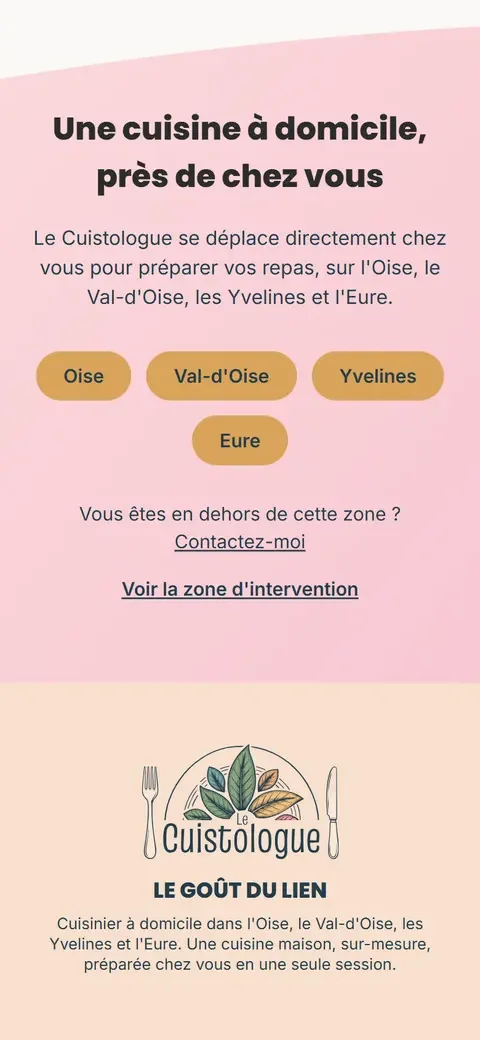 Une cuisine à domicile,
près de chez vous
Le Cuistologue se déplace directement chez
vous pour préparer vos repas, sur l'Oise, le
Val-d'Oise, les Yvelines et l'Eure.
Oise
Val-d'Oise
Yvelines
Eure
Vous êtes en dehors de cette zone ?
Contactez-moi
Voir la zone d'intervention
Le
Cuistologue
LE GOÛT DU LIEN
Cuisinier à domicile dans l'Oise, le Val-d'Oise, les
Yvelines et l'Eure. Une cuisine maison, sur-mesure,
préparée chez vous en une seule session.